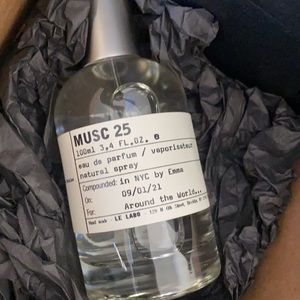 MUSC 25
100ml 3.4 FL.OZ. e
eau de parfum / vaporisateur
natural spray
Compounded: in NYC by Emma
On: 09/01/21
For: Around the World...
LE LABO